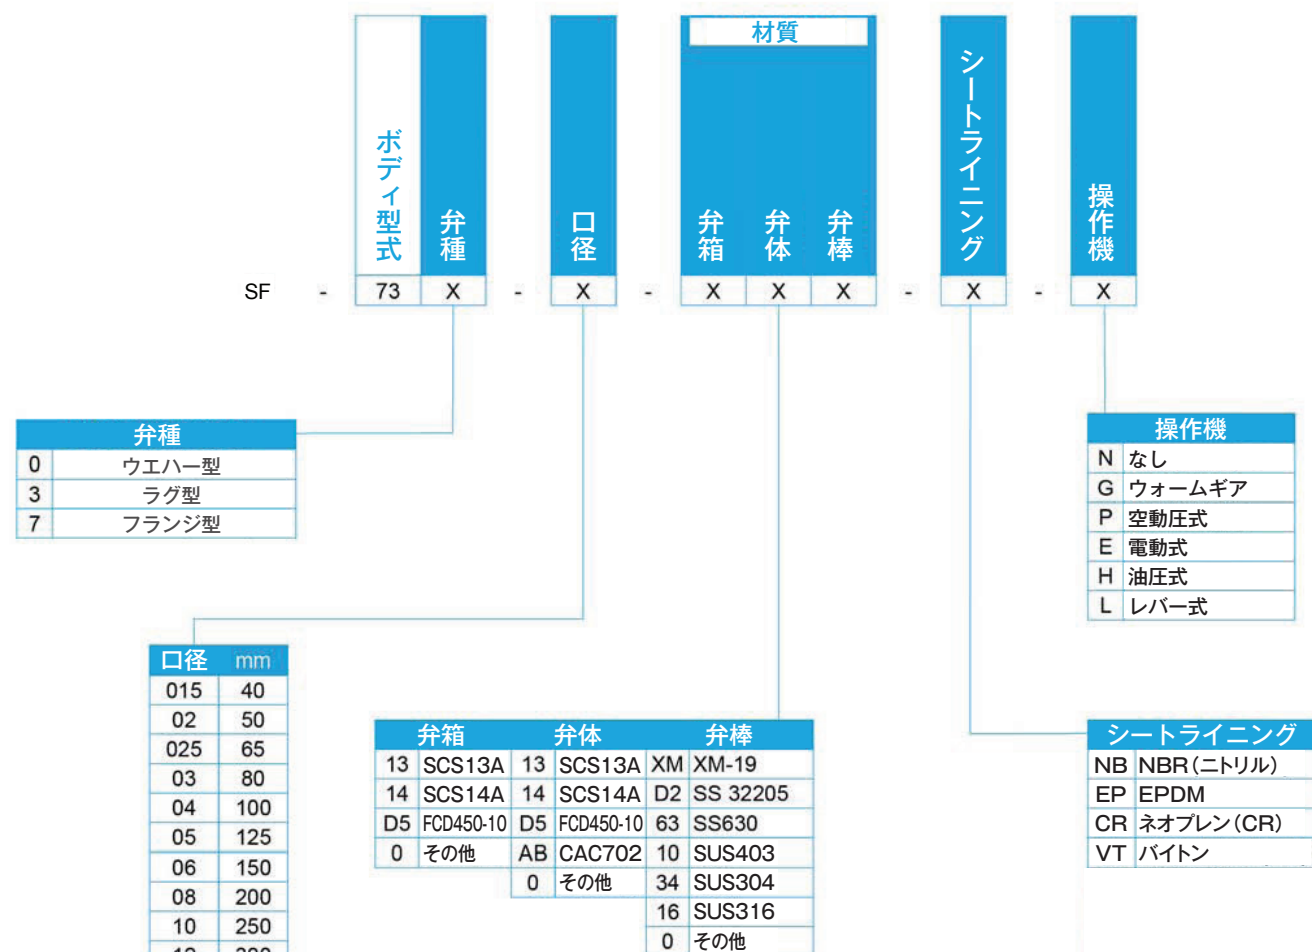 材質
ボディ型式 弁種 口径 弁箱 弁体 弁棒 シートライニング 操作機
SF - 73 X - X - X X X - X - X
弁種
0 ウエハー型
3 ラグ型
7 フランジ型
操作機
N なし
G ウォームギア
P 空動圧式
E 電動式
H 油圧式
L レバー式
口径 mm
015 40
02 50
025 65
03 80
04 100
05 125
06 150
08 200
10 250
弁箱 弁体 弁棒
13 SCS13A 13 SCS13A XM XM-19
14 SCS14A 14 SCS14A D2 SS 32205
D5 FCD450-10 D5 FCD450-10 63 SS630
0 その他 AB CAC702 10 SUS403
0 その他 34 SUS304
16 SUS316
0 その他
シートライニング
NB NBR(ニトリル)
EP EPDM
CR ネオプレン(CR)
VT バイトン